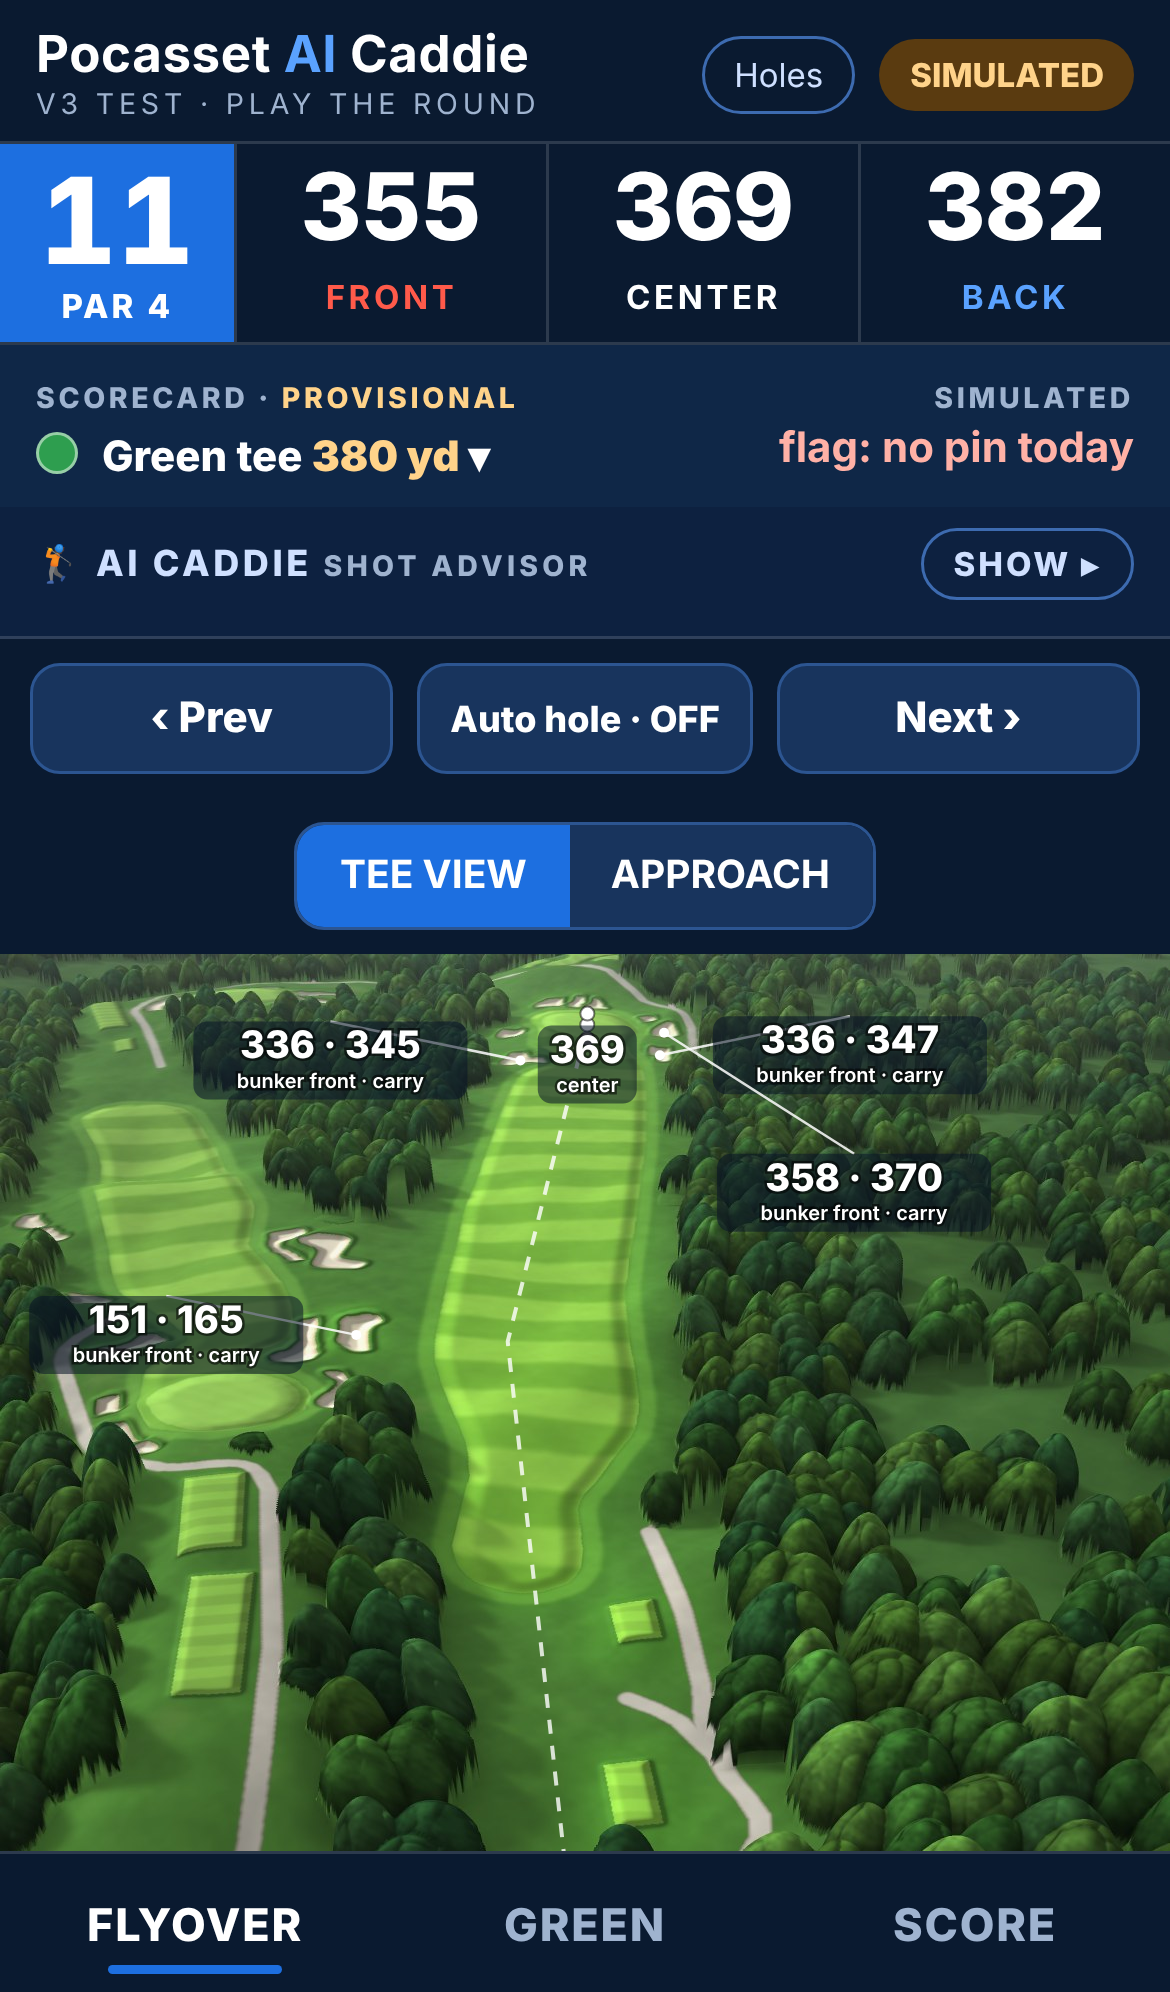 Pocasset AI Caddie
V3 TEST · PLAY THE ROUND
Holes
SIMULATED
11
PAR 4
355
FRONT
369
CENTER
382
BACK
SCORECARD · PROVISIONAL
Green tee 380 yd ▼
SIMULATED
flag: no pin today
AI CADDIE SHOT ADVISOR
SHOW ▸
‹ Prev
Auto hole · OFF
Next ›
TEE VIEW
APPROACH
336 · 345
bunker front · carry
369
center
336 · 347
bunker front · carry
358 · 370
bunker front · carry
151 · 165
bunker front · carry
FLYOVER
GREEN
SCORE